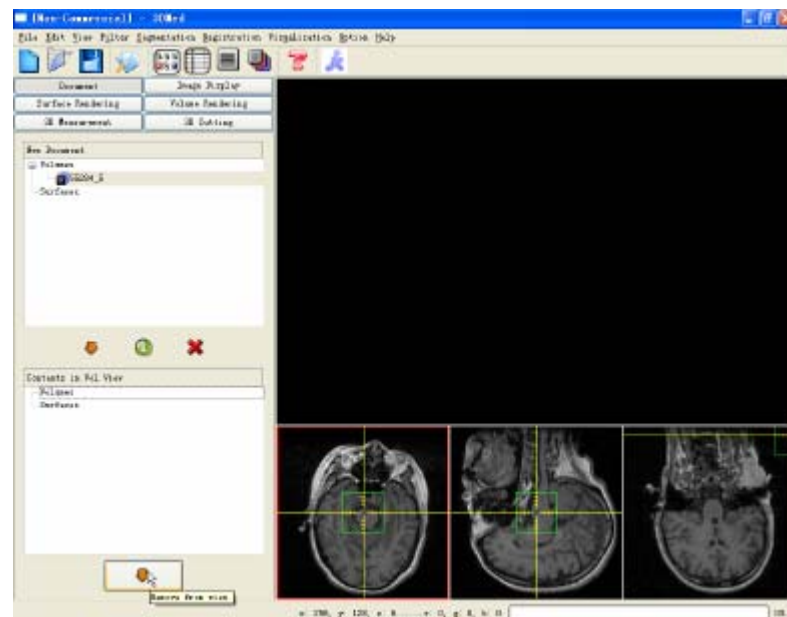 [Non-Commercial] - 3DMed
File Edit View Filter Segmentation Registration Visualization Option Help
Document
Image Display
Surface Rendering
Volume Rendering
3D Measurement
3D Cutting
New Document
Volumes
Surfaces
Contents in Vol View
Volumes
Surfaces
Remove from view